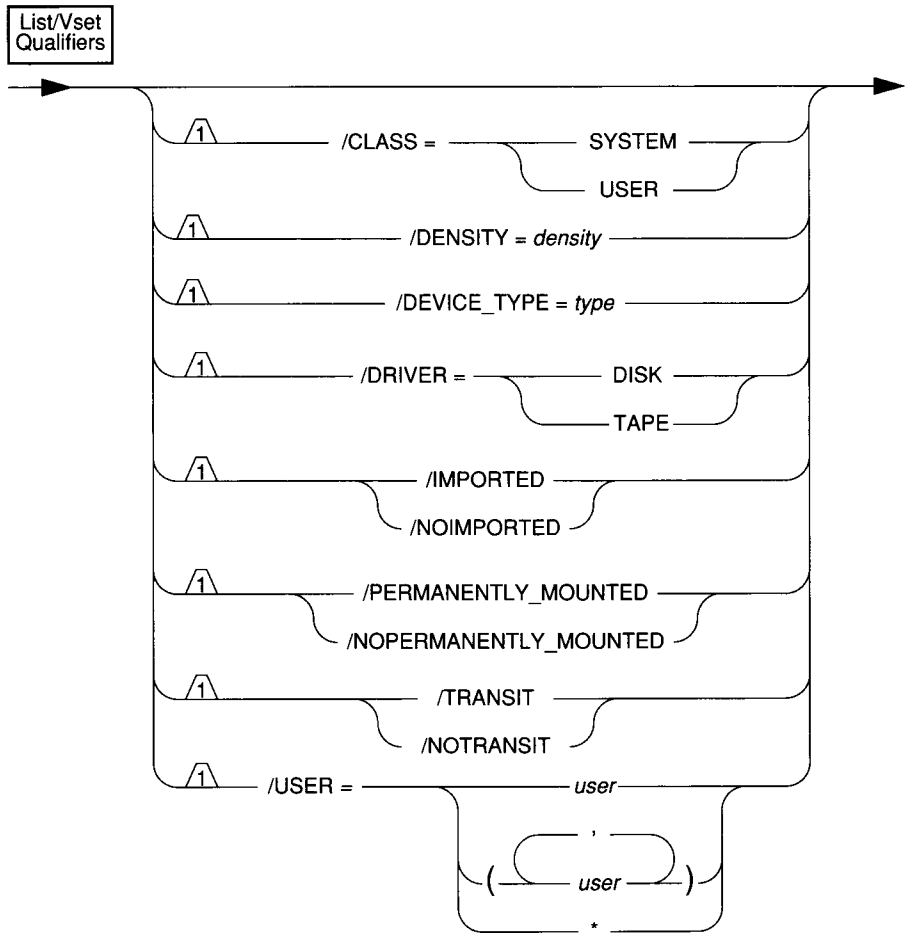 List/Vset
Qualifiers
1 /CLASS = SYSTEM
USER
1 /DENSITY = density
1 /DEVICE_TYPE = type
1 /DRIVER = DISK
TAPE
1 /IMPORTED
/NOIMPORTED
1 /PERMANENTLY_MOUNTED
/NOPERMANENTLY_MOUNTED
1 /TRANSIT
/NOTRANSIT
1 /USER = user
,
( user )
*